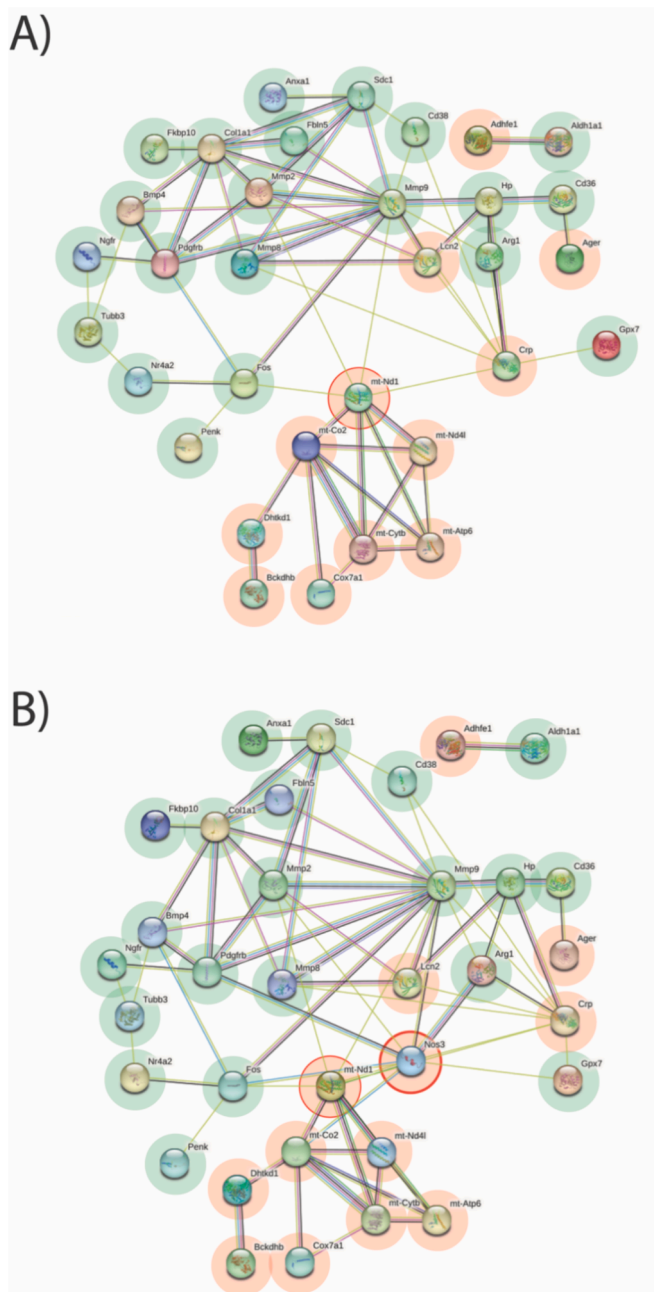 A)
Anxa1
Sdc1
Fkbp10
Col1a1
Fbln5
Cd38
Adhfe1
Aldh1a1
Bmp4
Mmp2
Mmp9
Hp
Cd36
Ngfr
Pdgfrb
Mmp8
Lcn2
Arg1
Ager
Tubb3
Nr4a2
Fos
Crp
Gpx7
mt-Nd1
Penk
mt-Co2
mt-Nd4l
Dhtkd1
mt-Cytb
mt-Atp6
Bckdhb
Cox7a1
B)
Anxa1
Sdc1
Adhfe1
Aldh1a1
Cd38
Fkbp10
Col1a1
Fbln5
Mmp2
Mmp9
Hp
Cd36
Bmp4
Ngfr
Pdgfrb
Mmp8
Lcn2
Arg1
Ager
Tubb3
Crp
Nr4a2
Fos
Nos3
mt-Nd1
Gpx7
Penk
mt-Co2
mt-Nd4l
Dhtkd1
mt-Cytb
mt-Atp6
Bckdhb
Cox7a1